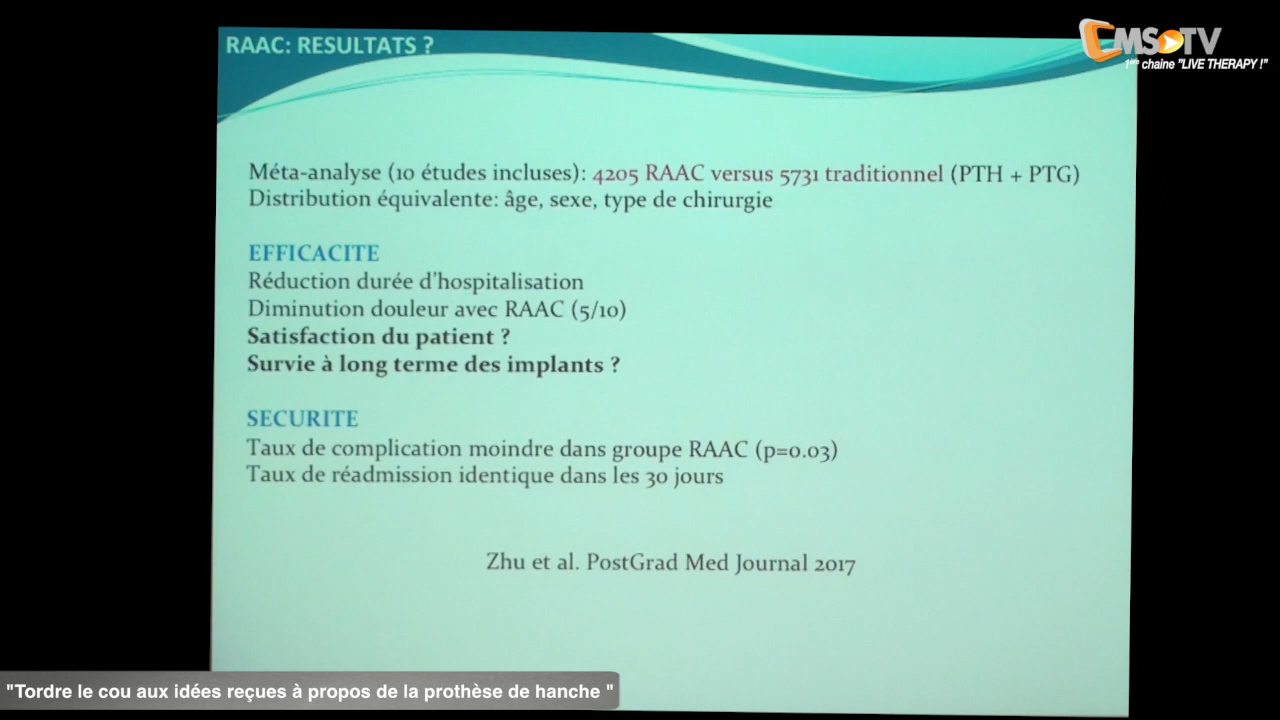 RAAC: RESULTATS ?
CMS TV
1ère chaine "LIVE THERAPY !"
Méta-analyse (10 études incluses): 4205 RAAC versus 5731 traditionnel (PTH + PTG)
Distribution équivalente: âge, sexe, type de chirurgie
EFFICACITE
Réduction durée d'hospitalisation
Diminution douleur avec RAAC (5/10)
Satisfaction du patient ?
Survie à long terme des implants ?
SECURITE
Taux de complication moindre dans groupe RAAC (p=0.03)
Taux de réadmission identique dans les 30 jours
Zhu et al. PostGrad Med Journal 2017
"Tordre le cou aux idées reçues à propos de la prothèse de hanche "